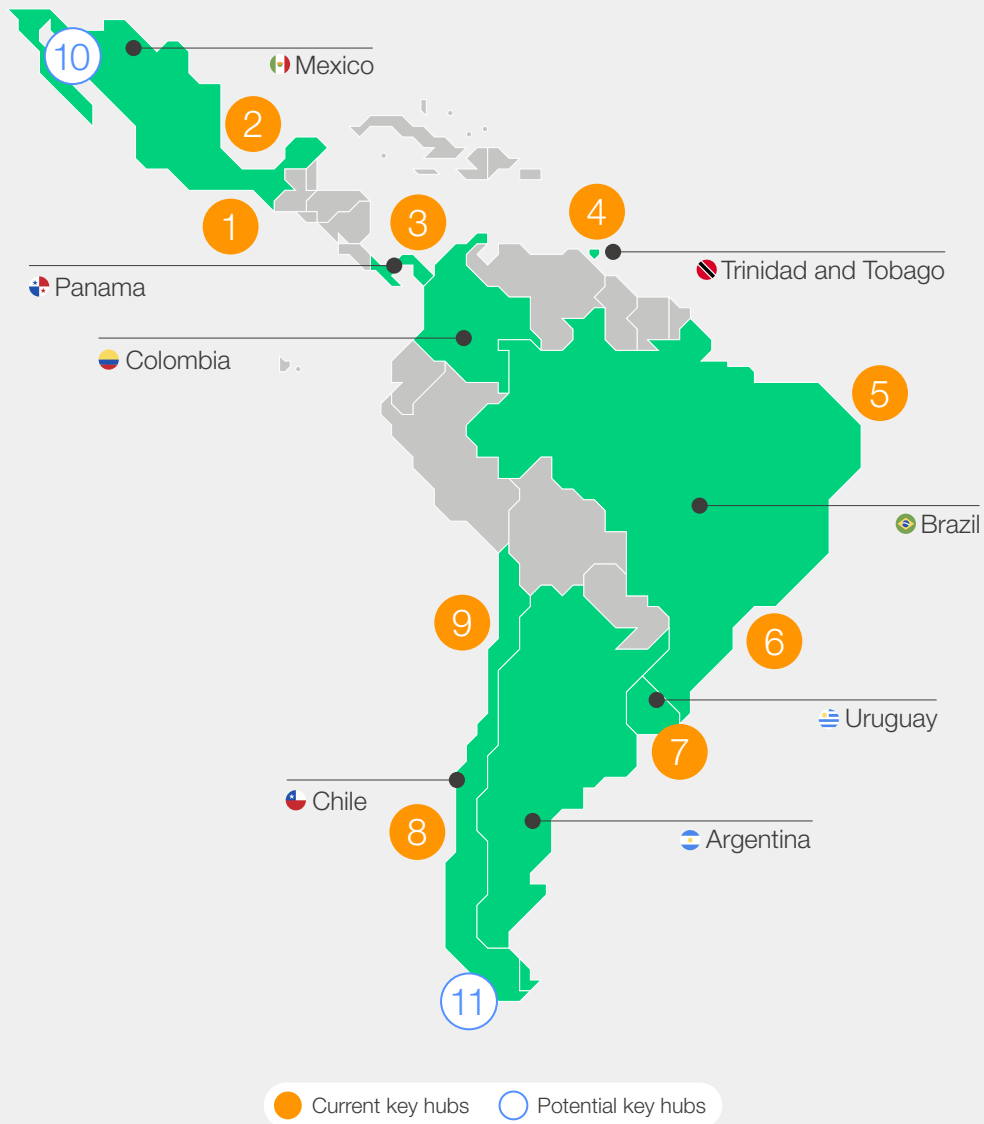 10
Mexico
2
1
3
4
Panama
Trinidad and Tobago
Colombia
5
Brazil
9
6
Uruguay
7
Chile
8
Argentina
11
Current key hubs
Potential key hubs